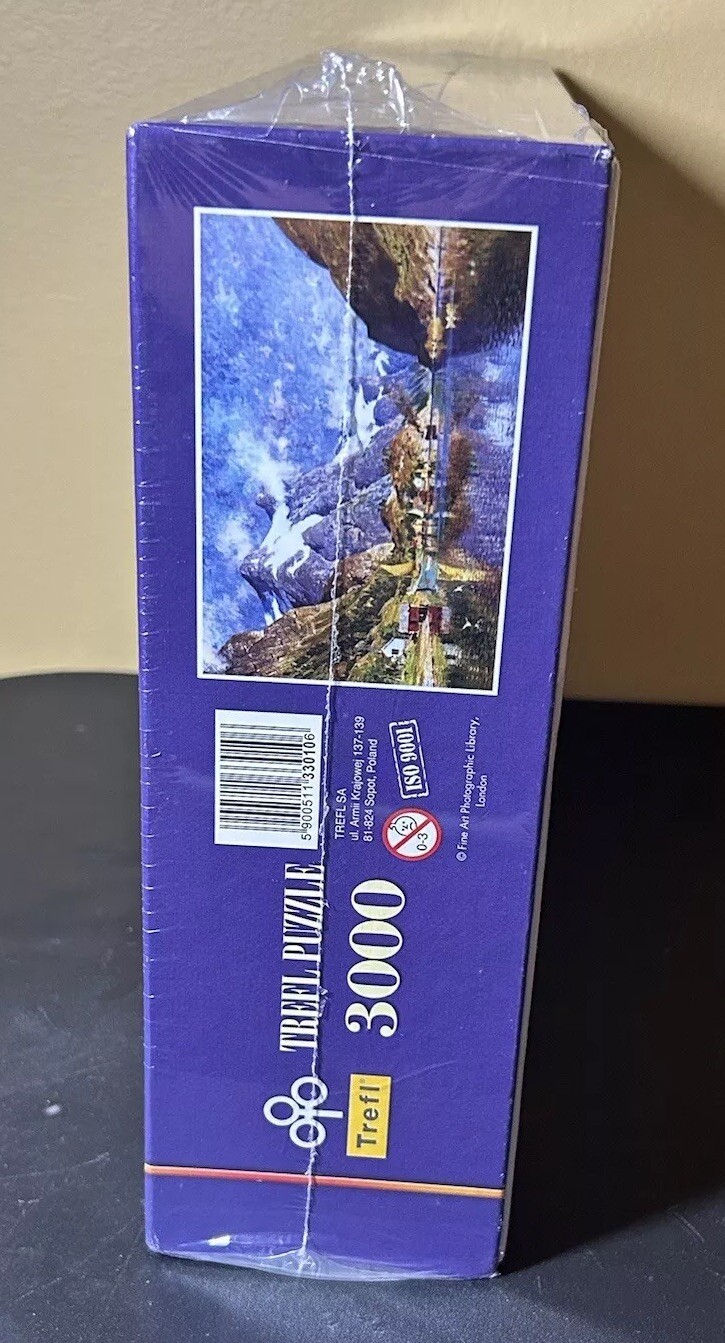 TREFL PUZZLE
3000
Trefl
5 900511 330106
TREFL SA
ul. Armii Krajowej 137-139
81-824 Sopot, Poland
0-3
ISO 9001
© Fine Art Photographic Library,
London